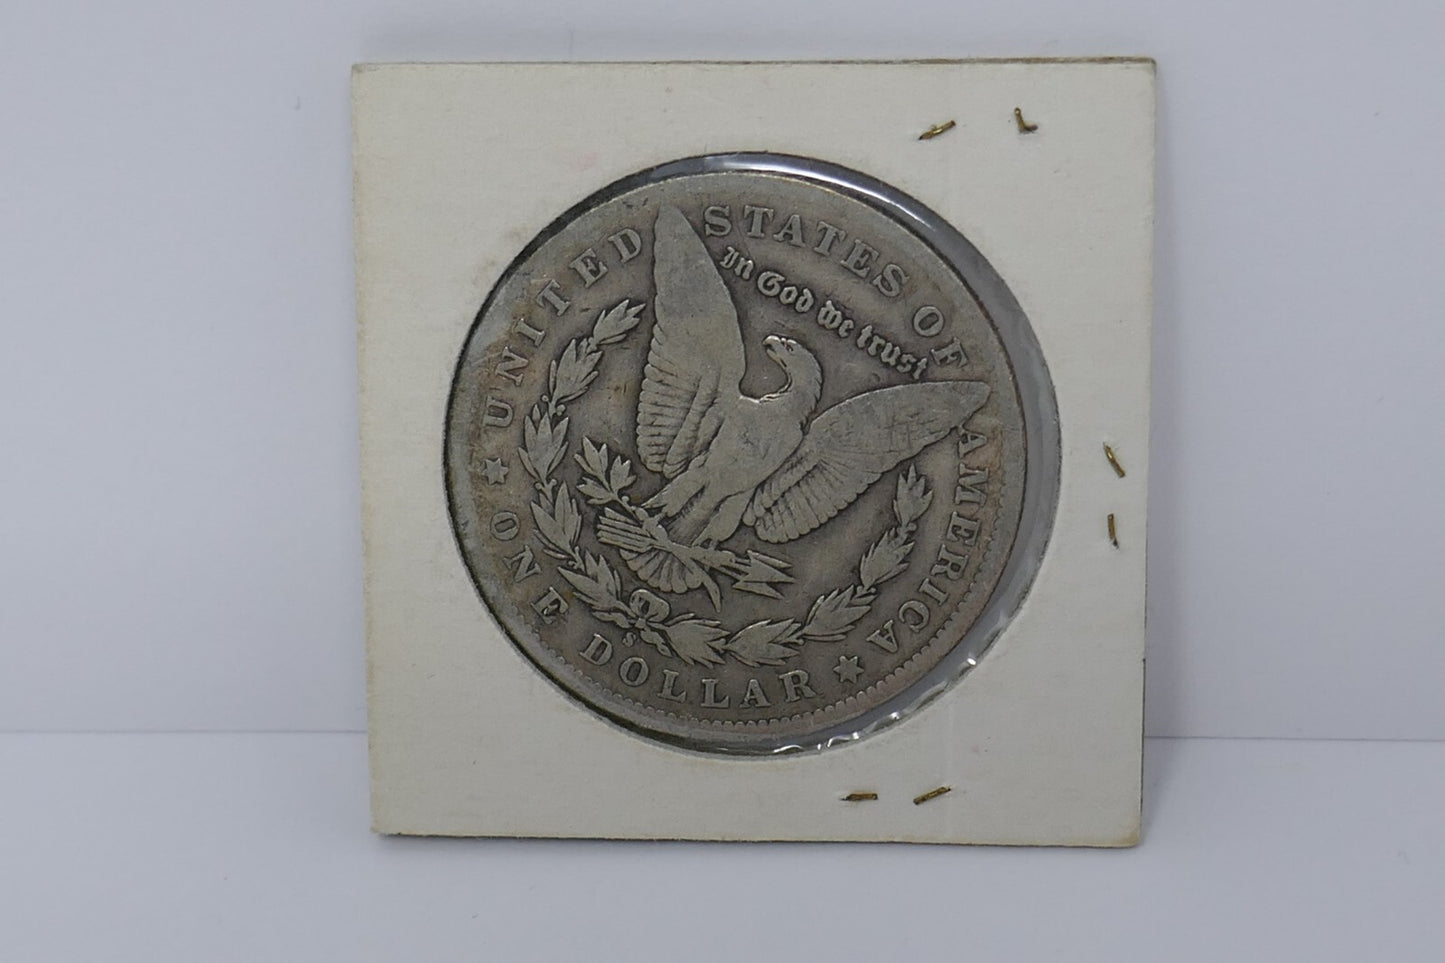 UNITED STATES OF AMERICA
In God we trust
S
ONE DOLLAR